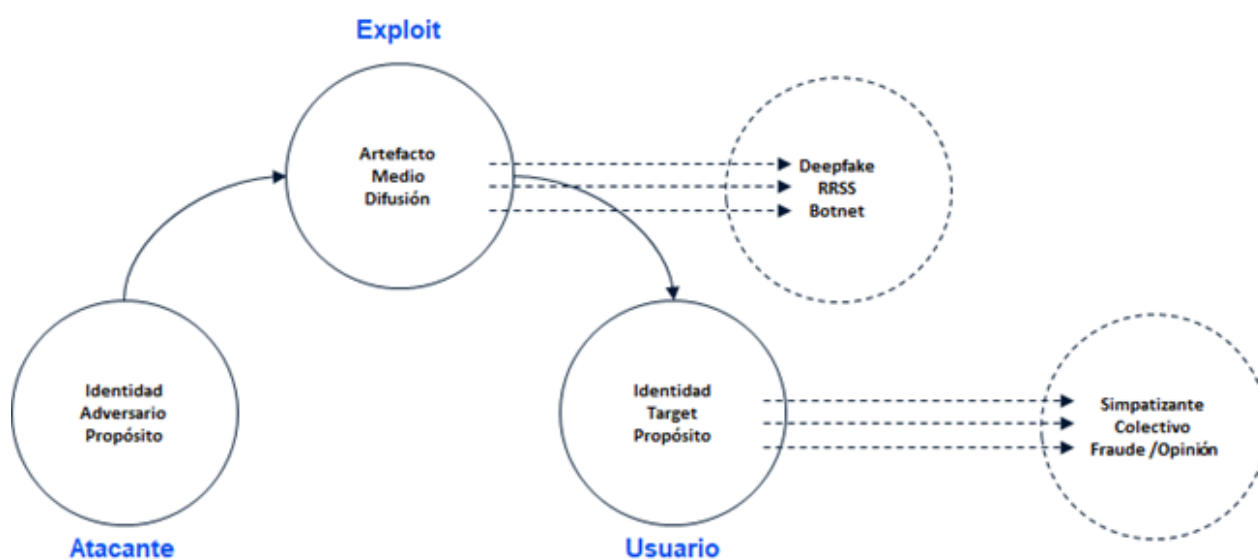 Exploit
Artefacto
Medio
Difusión
Deepfake
RRSS
Botnet
Identidad
Adversario
Propósito
Identidad
Target
Propósito
Simpatizante
Colectivo
Fraude /Opinión
Atacante
Usuario